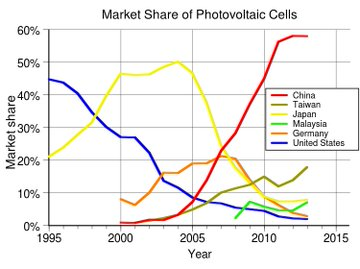 Market Share of Photovoltaic Cells
60%
50%
40%
30%
20%
10%
0%
Market share
China
Taiwan
Japan
Malaysia
Germany
United States
1995 2000 2005 2010 2015
Year